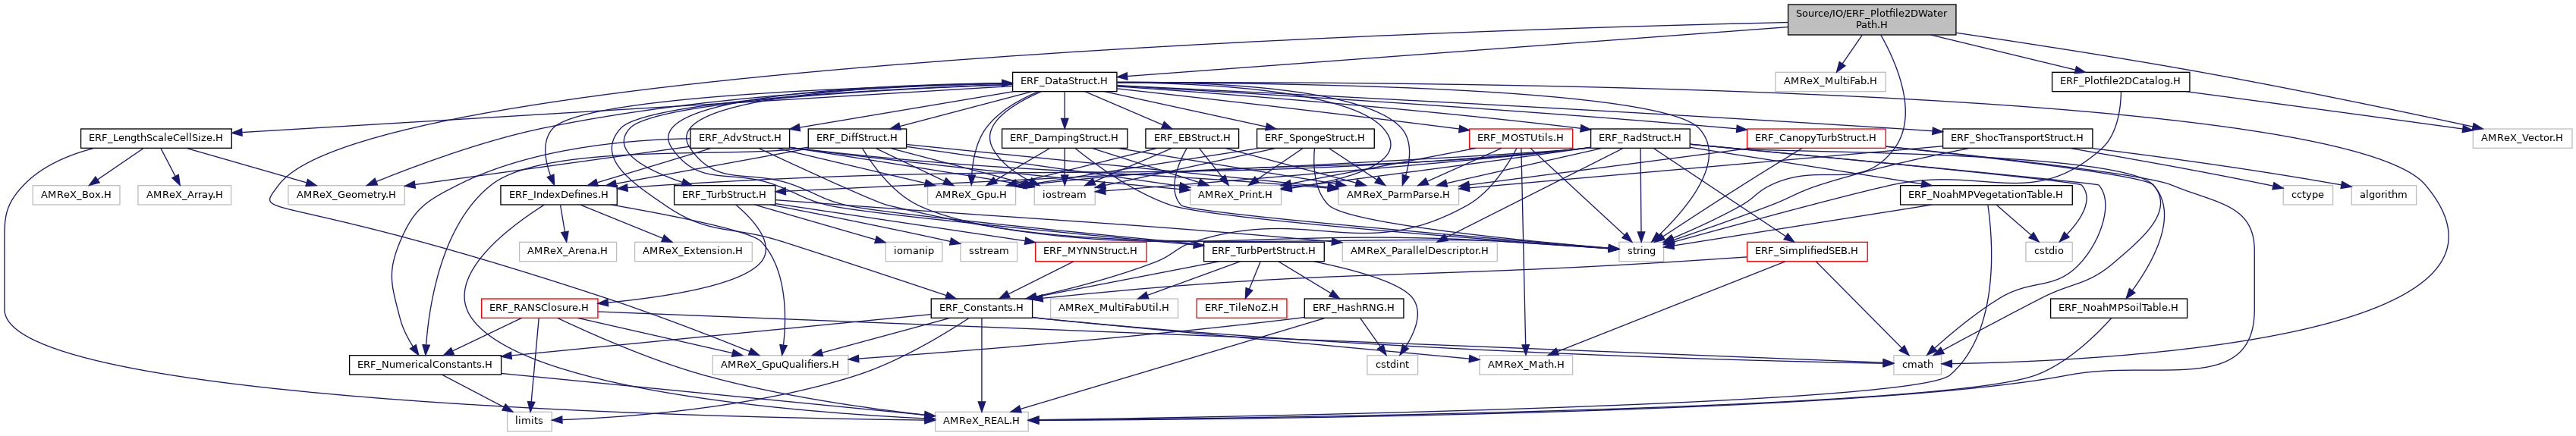 Source/IO/ERF_Plotfile2DWater
Path.H
ERF_DataStruct.H
AMReX_MultiFab.H
ERF_Plotfile2DCatalog.H
ERF_LengthScaleCellSize.H
ERF_AdvStruct.H
ERF_DiffStruct.H
ERF_DampingStruct.H
ERF_EBStruct.H
ERF_SpongeStruct.H
ERF_MOSTUtils.H
ERF_RadStruct.H
ERF_CanopyTurbStruct.H
ERF_ShocTransportStruct.H
AMReX_Vector.H
AMReX_Box.H
AMReX_Array.H
AMReX_Geometry.H
ERF_IndexDefines.H
ERF_TurbStruct.H
AMReX_Gpu.H
iostream
AMReX_Print.H
AMReX_ParmParse.H
ERF_NoahMPVegetationTable.H
cctype
algorithm
AMReX_Arena.H
AMReX_Extension.H
iomanip
sstream
ERF_MYNNStruct.H
ERF_TurbPertStruct.H
AMReX_ParallelDescriptor.H
string
ERF_SimplifiedSEB.H
cstdio
ERF_RANSClosure.H
ERF_Constants.H
AMReX_MultiFabUtil.H
ERF_TileNoZ.H
ERF_HashRNG.H
ERF_NoahMPSoilTable.H
ERF_NumericalConstants.H
AMReX_GpuQualifiers.H
cstdint
AMReX_Math.H
cmath
limits
AMReX_REAL.H